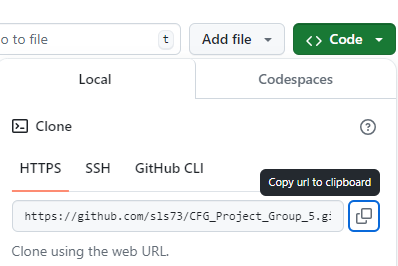 o to file t Add file <> Code
Local Codespaces
Clone
HTTPS SSH GitHub CLI
Copy url to clipboard
https://github.com/sls73/CFG_Project_Group_5.gi
Clone using the web URL.